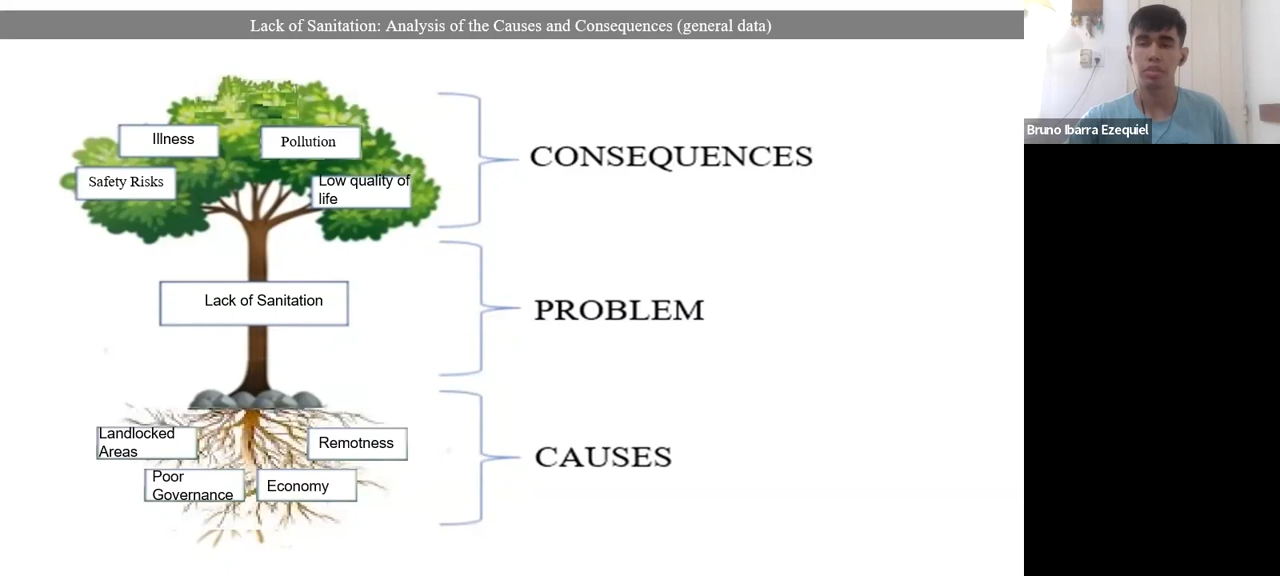 Lack of Sanitation: Analysis of the Causes and Consequences (general data)
Illness
Pollution
Safety Risks
Low quality of
life
CONSEQUENCES
Lack of Sanitation
PROBLEM
Landlocked
Areas
Remotness
Poor
Governance
Economy
CAUSES
Bruno Ibarra Ezequiel